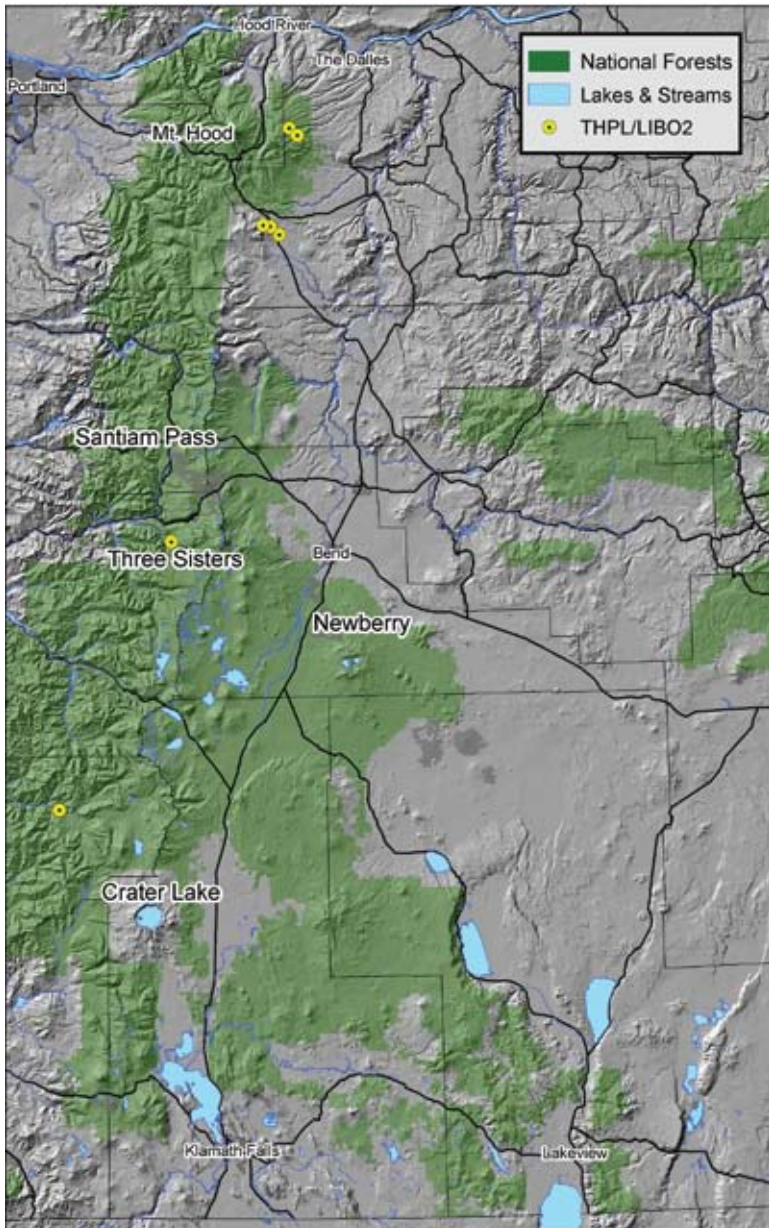 Hood River
The Dalles
Portland
Mt. Hood
National Forests
Lakes & Streams
THPL/LIBO2
Santiam Pass
Three Sisters
Bend
Newberry
Crater Lake
Klamath Falls
Lakeview